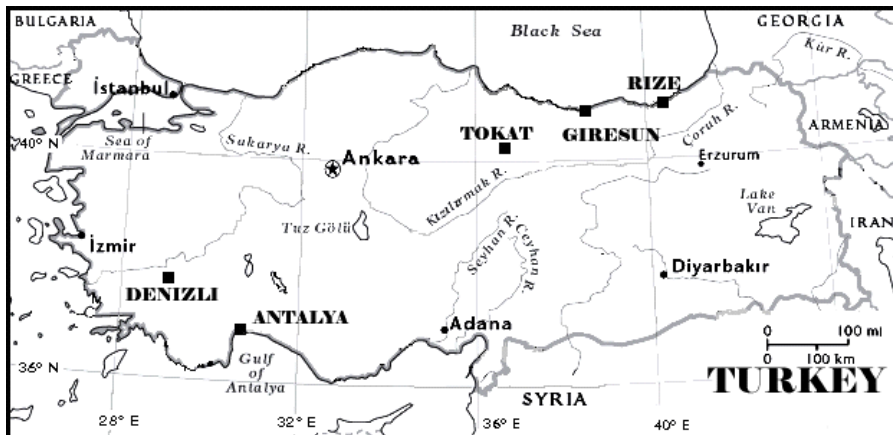 BULGARIA
Black Sea
GEORGIA
Kür R.
GREECE
İstanbul
RIZE
Sea of
Marmara
40° N
Sukarya R.
TOKAT
GIRESUN
Çoruh R.
ARMENIA
Ankara
Erzurum
Kızılırmak R.
Lake
Van
IRAN
İzmir
Tuz Gölü
Seyhan R.
Ceyhan R.
Diyarbakır
DENIZLI
ANTALYA
Adana
0 100 mi
0 100 km
36° N
Gulf of
Antalya
TURKEY
SYRIA
28° E
32° E
36° E
40° E